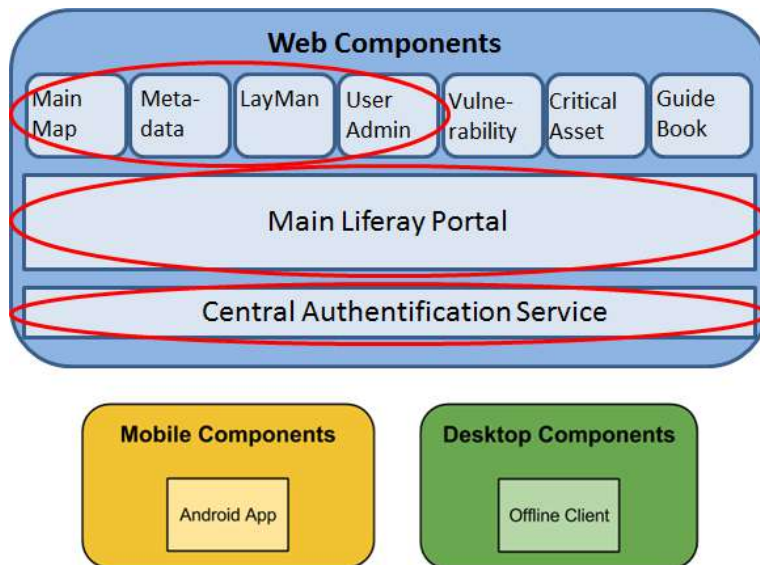 Web Components
Main
Map
Meta-
data
LayMan
User
Admin
Vulne-
rability
Critical
Asset
Guide
Book
Main Liferay Portal
Central Authentification Service
Mobile Components
Android App
Desktop Components
Offline Client